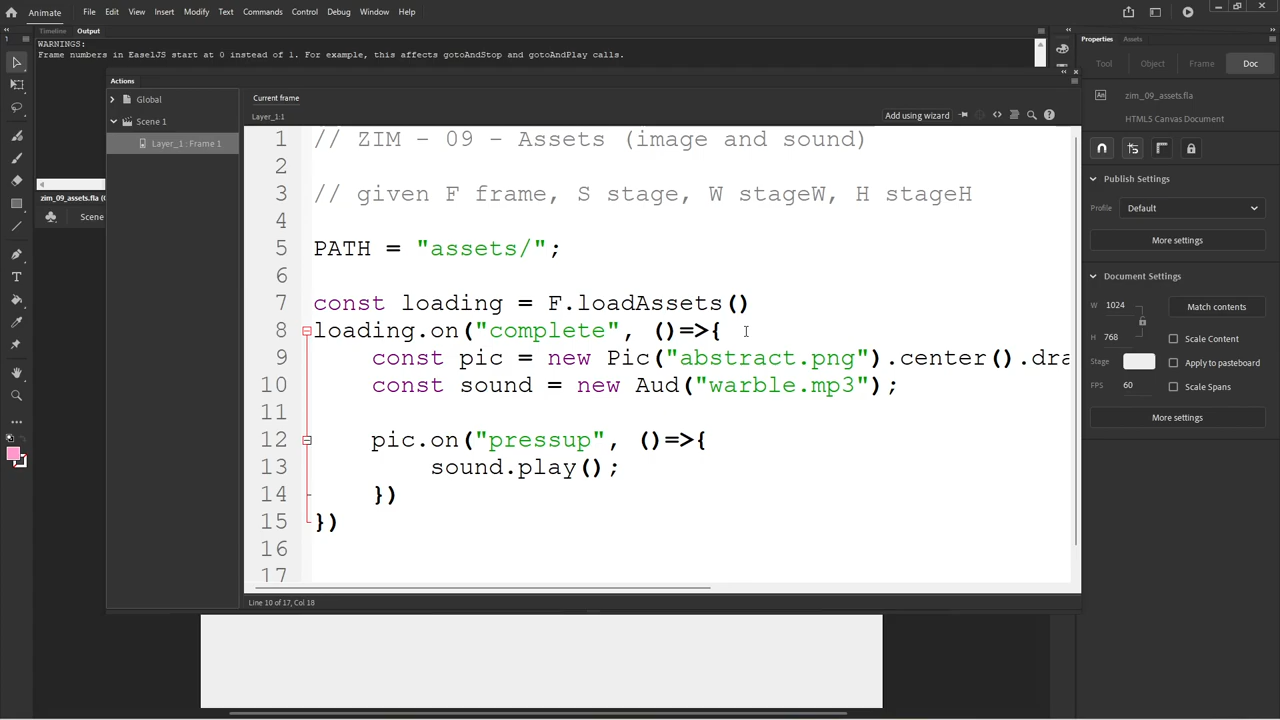 Animate File Edit View Insert Modify Text Commands Control Debug Window Help
Timeline Output
WARNINGS:
Frame numbers in EaselJS start at 0 instead of 1. For example, this affects gotoAndStop and gotoAndPlay calls.
Actions
Global
Scene 1
Layer_1 : Frame 1
Current frame
Layer_1:1
Add using wizard
1 // ZIM - 09 - Assets (image and sound)
2
3 // given F frame, S stage, W stageW, H stageH
4
5 PATH = "assets/";
6
7 const loading = F.loadAssets()
8 loading.on("complete", ()=>{
9 const pic = new Pic("abstract.png").center().dra
10 const sound = new Aud("warble.mp3");
11
12 pic.on("pressup", ()=>{
13 sound.play();
14 })
15 })
16
17
Line 10 of 17, Col 18
zim_09_assets.fla (
Scene
Properties Assets
Tool Object Frame Doc
An zim_09_assets.fla
HTML5 Canvas Document
Publish Settings
Profile Default
More settings
Document Settings
W 1024 Match contents
H 768 Scale Content
Stage Apply to pasteboard
FPS 60 Scale Spans
More settings